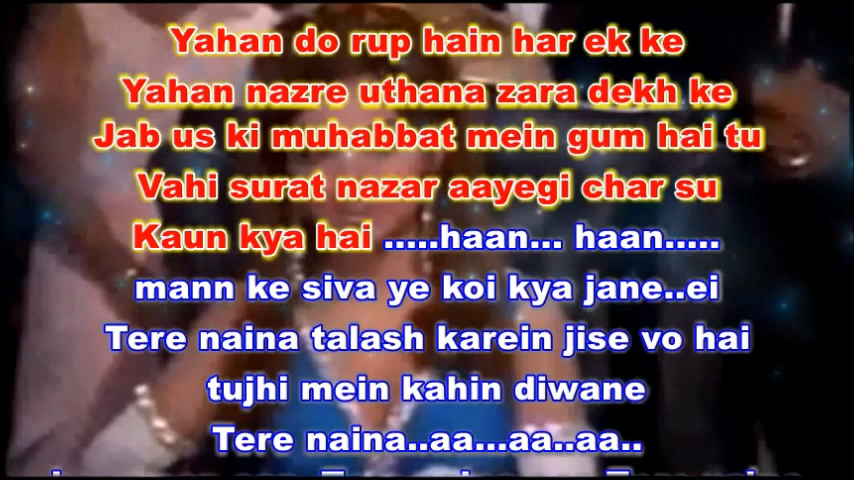 Yahan do rup hain har ek ke
Yahan nazre uthana zara dekh ke
Jab us ki muhabbat mein gum hai tu
Vahi surat nazar aayegi char su
Kaun kya hai .....haan... haan.....
mann ke siva ye koi kya jane..ei
Tere naina talash karein jise vo hai
tujhi mein kahin diwane
Tere naina..aa...aa..aa..